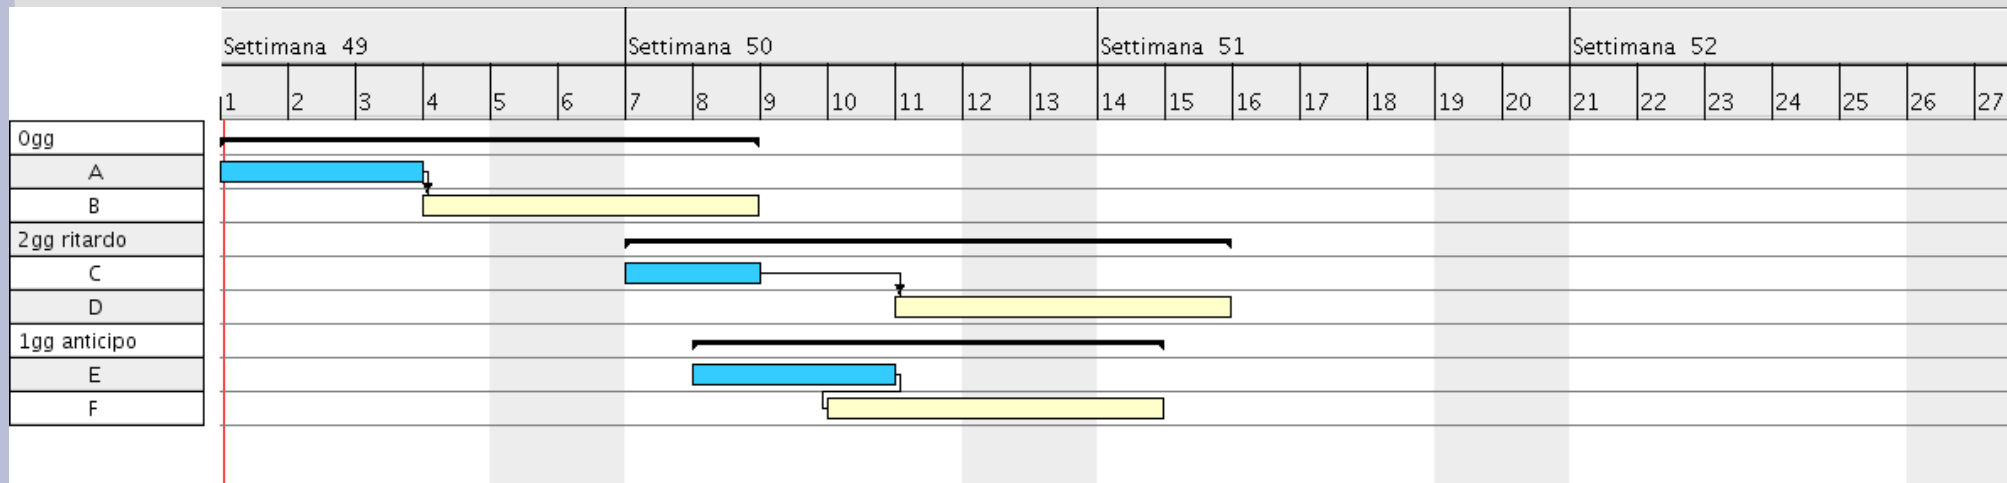 Settimana 49 Settimana 50 Settimana 51 Settimana 52
1 2 3 4 5 6 7 8 9 10 11 12 13 14 15 16 17 18 19 20 21 22 23 24 25 26 27
0gg
A
B
2gg ritardo
C
D
1gg anticipo
E
F